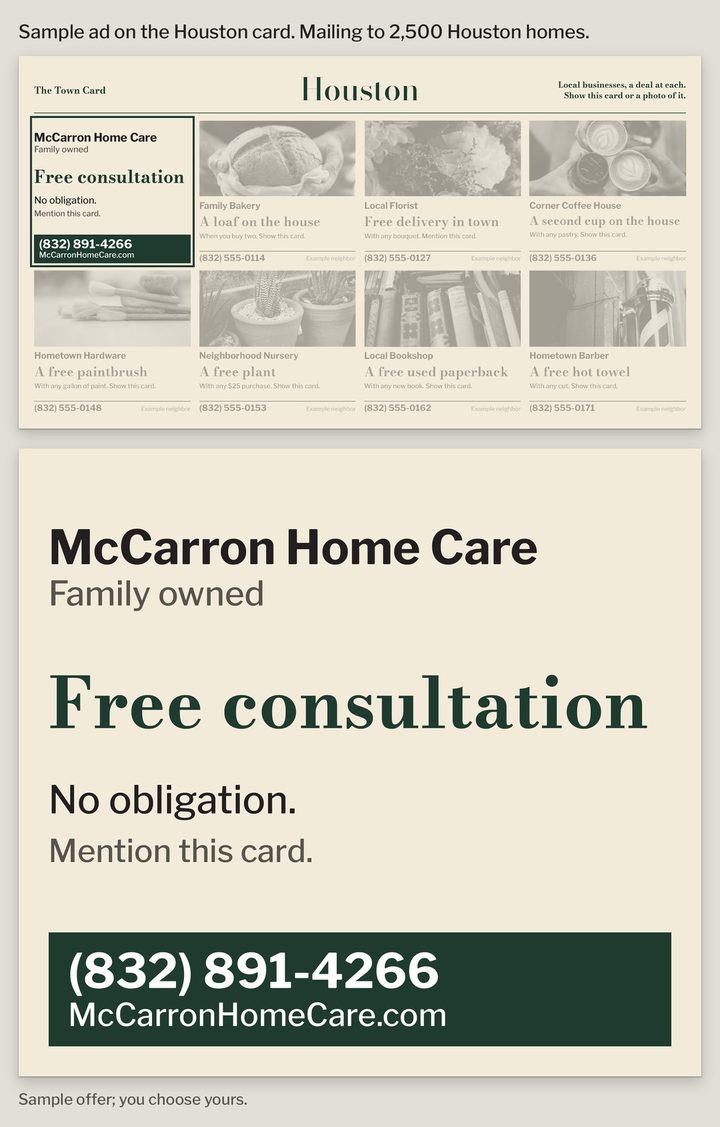 Sample ad on the Houston card. Mailing to 2,500 Houston homes.
The Town Card
Houston
Local businesses, a deal at each.
Show this card or a photo of it.
McCarron Home Care
Family owned
Free consultation
No obligation.
Mention this card.
(832) 891-4266
McCarronHomeCare.com
Family Bakery
A loaf on the house
When you buy two. Show this card.
(832) 555-0114
Example neighbor
Local Florist
Free delivery in town
With any bouquet. Mention this card.
(832) 555-0127
Example neighbor
Corner Coffee House
A second cup on the house
With any pastry. Show this card.
(832) 555-0136
Example neighbor
Hometown Hardware
A free paintbrush
With any gallon of paint. Show this card.
(832) 555-0148
Example neighbor
Neighborhood Nursery
A free plant
With any $25 purchase. Show this card.
(832) 555-0153
Example neighbor
Local Bookshop
A free used paperback
With any new book. Show this card.
(832) 555-0162
Example neighbor
Hometown Barber
A free hot towel
With any cut. Show this card.
(832) 555-0171
Example neighbor
McCarron Home Care
Family owned
Free consultation
No obligation.
Mention this card.
(832) 891-4266
McCarronHomeCare.com
Sample offer; you choose yours.